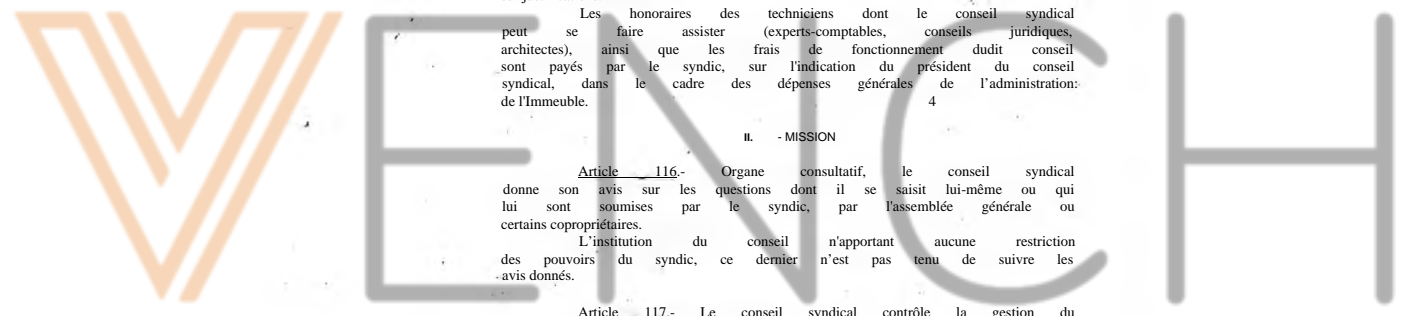 Les honoraires des techniciens dont le conseil syndical
peut se faire assister (experts-comptables, conseils juridiques,
architectes), ainsi que les frais de fonctionnement dudit conseil
sont payés par le syndic, sur l'indication du président du conseil
syndical, dans le cadre des dépenses générales de l’administration:
de l'Immeuble. 4
II. - MISSION
Article 116.- Organe consultatif, le conseil syndical
donne son avis sur les questions dont il se saisit lui-même ou qui
lui sont soumises par le syndic, par l'assemblée générale ou
certains copropriétaires.
L’institution du conseil n'apportant aucune restriction
des pouvoirs du syndic, ce dernier n’est pas tenu de suivre les
avis donnés.
Article 117.- Le conseil syndical contrôle la gestion du
VENCH